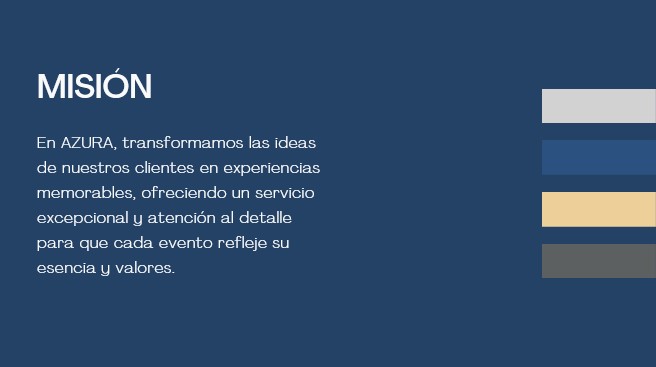 MISIÓN
En AZURA, transformamos las ideas
de nuestros clientes en experiencias
memorables, ofreciendo un servicio
excepcional y atención al detalle
para que cada evento refleje su
esencia y valores.